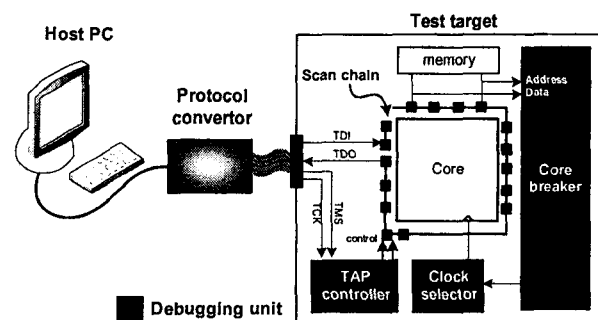 Host PC
Test target
Protocol
convertor
Scan chain
memory
Address
Data
TDI
TDO
Core
Core
breaker
TCK
TMS
control
TAP
controller
Clock
selector
Debugging unit